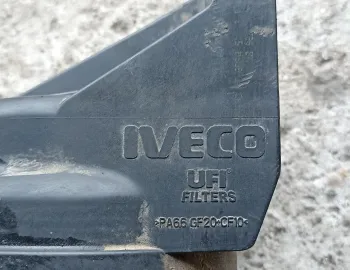 IVECO
UFI
FILTERS
>PA66 GF20-CF10<